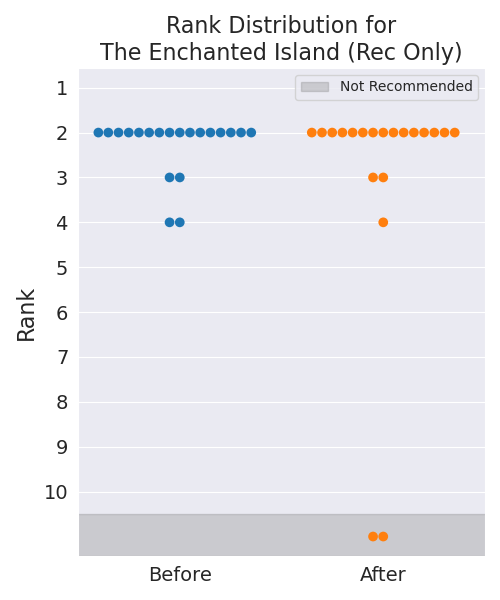 Rank Distribution for
The Enchanted Island (Rec Only)
Not Recommended
Rank
1
2
3
4
5
6
7
8
9
10
Before
After